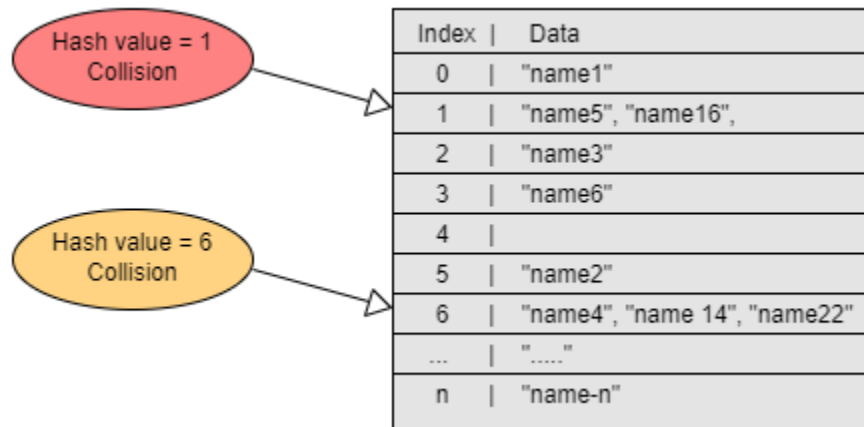 Hash value = 1
Collision
Hash value = 6
Collision
Index | Data
0 | "name1"
1 | "name5", "name16",
2 | "name3"
3 | "name6"
4 |
5 | "name2"
6 | "name4", "name 14", "name22"
... | "....."
n | "name-n"